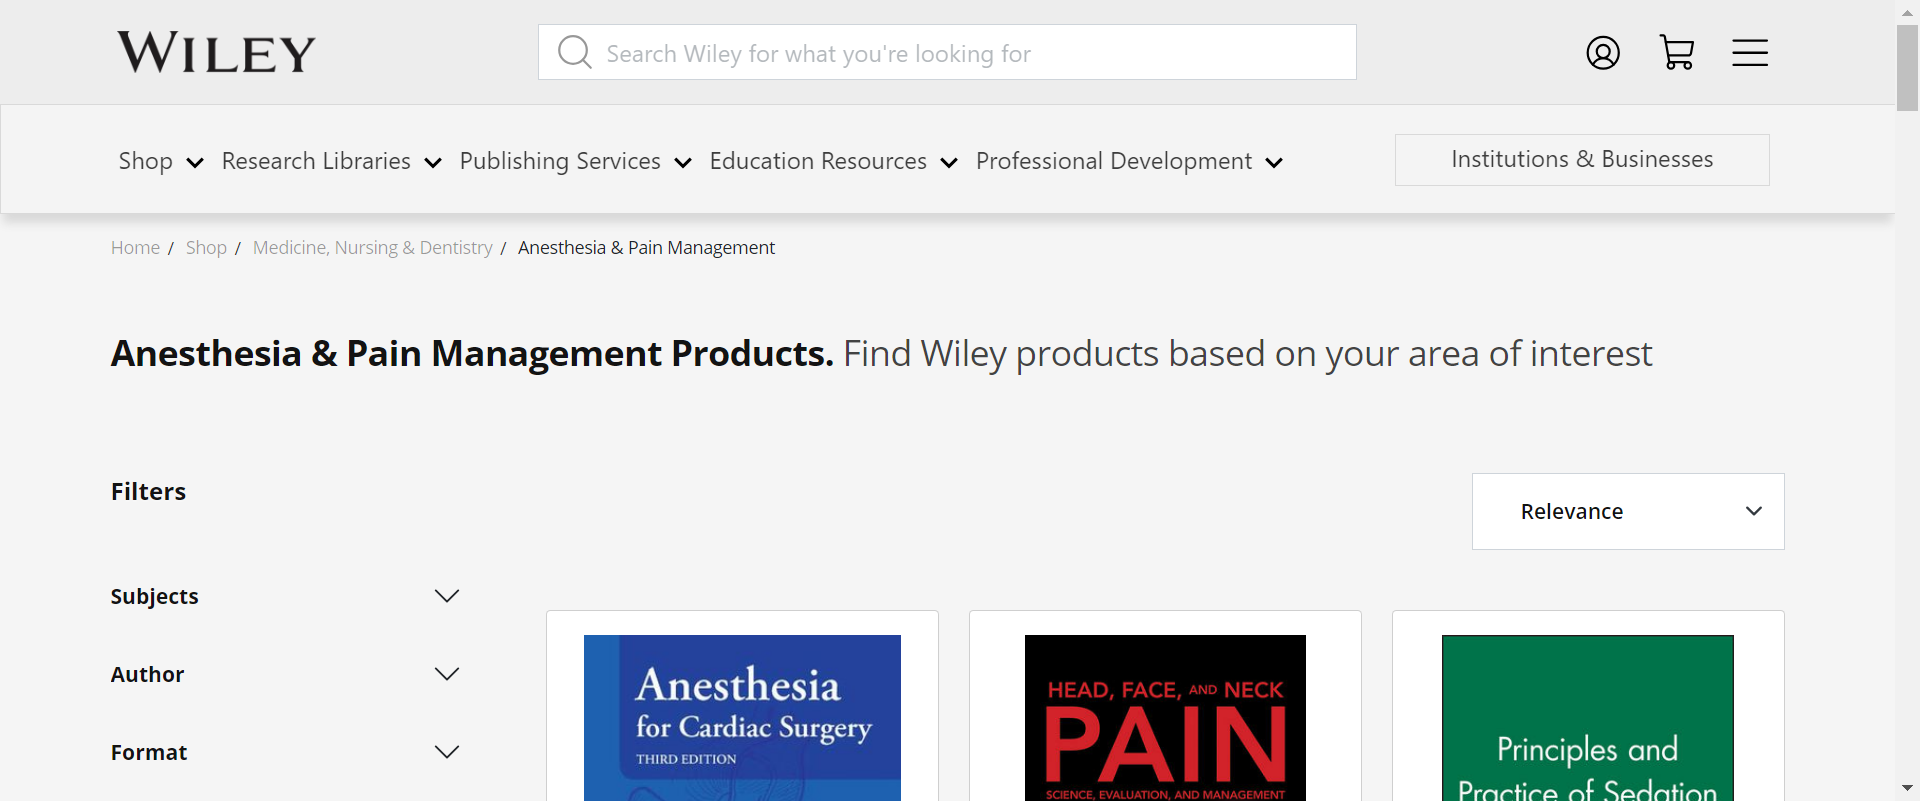 WILEY
Search Wiley for what you're looking for
Shop Research Libraries Publishing Services Education Resources Professional Development Institutions & Businesses
Home / Shop / Medicine, Nursing & Dentistry / Anesthesia & Pain Management
Anesthesia & Pain Management Products. Find Wiley products based on your area of interest
Filters
Relevance
Subjects
Author
Format
Anesthesia
for Cardiac Surgery
THIRD EDITION
HEAD, FACE, AND NECK
PAIN
SCIENCE, EVALUATION, AND MANAGEMENT
Principles and
Practice of Sedation